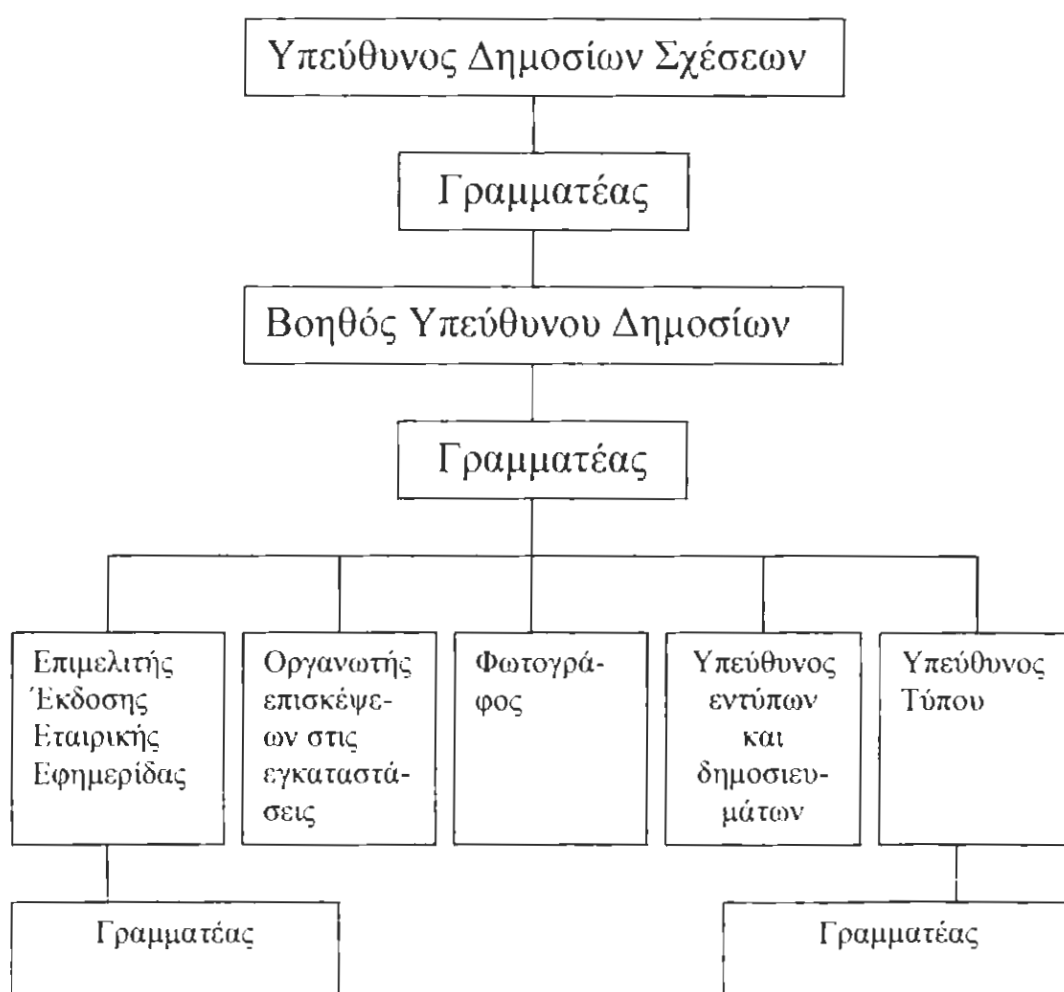 Υπεύθυνος Δημοσίων Σχέσεων
Γραμματέας
Βοηθός Υπεύθυνου Δημοσίων
Γραμματέας
Επιμελιτής
Έκδοσης
Εταιρικής
Εφημερίδας
Οργανωτής
επισκέψε-
ων στις
εγκαταστά-
σεις
Φωτογρά-
φος
Υπεύθυνος
εντύπων
και
δημοσιευ-
μάτων
Υπεύθυνος
Τύπου
Γραμματέας
Γραμματέας